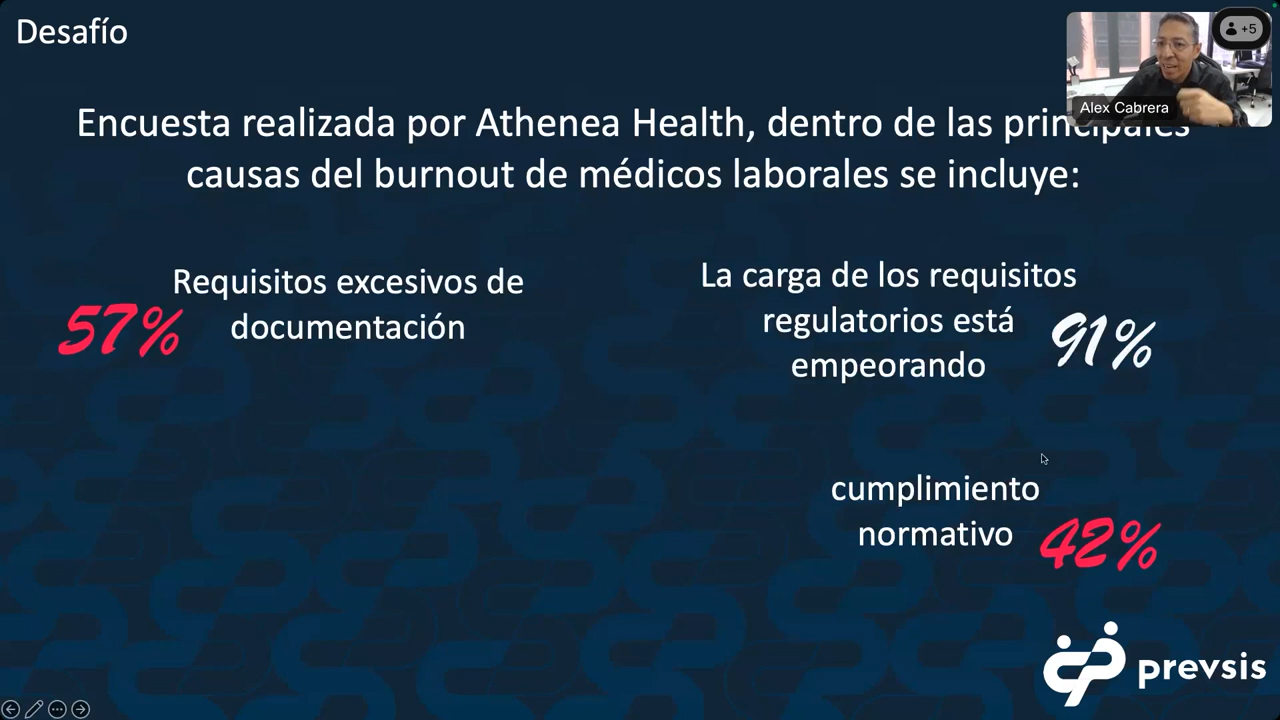 Desafío
+5
Alex Cabrera
Encuesta realizada por Athenea Health, dentro de las principales
causas del burnout de médicos laborales se incluye:
Requisitos excesivos de
documentación
57%
La carga de los requisitos
regulatorios está
empeorando
91%
cumplimiento
normativo
42%
prevsis